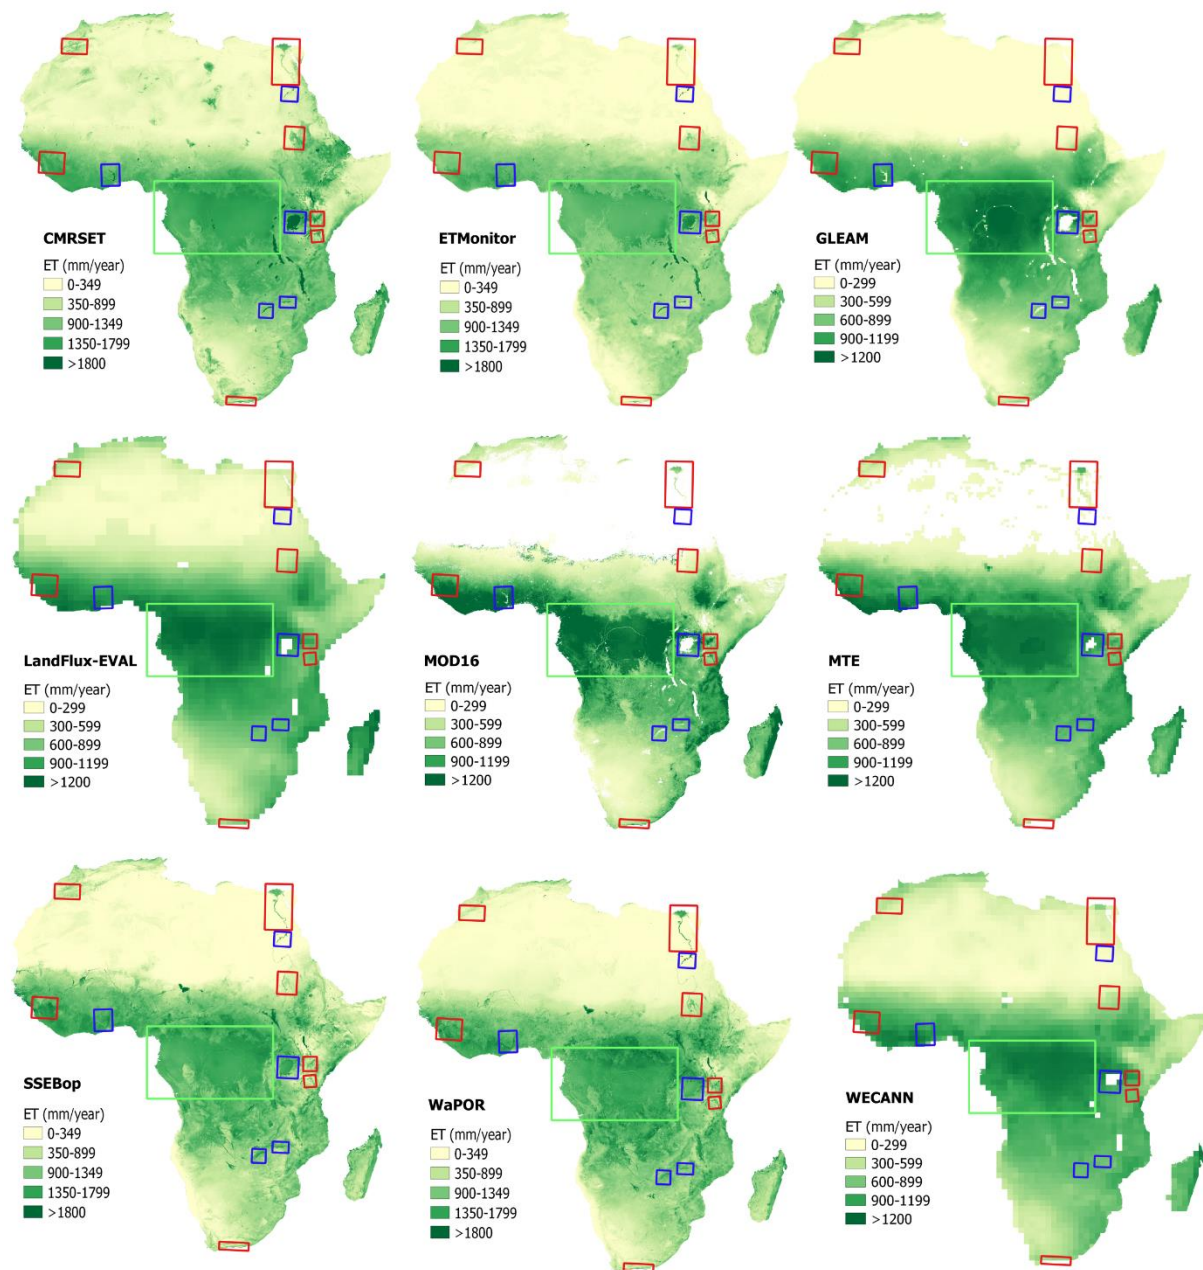 CMRSET
ET (mm/year)
0-349
350-899
900-1349
1350-1799
>1800
ETMonitor
ET (mm/year)
0-349
350-899
900-1349
1350-1799
>1800
GLEAM
ET (mm/year)
0-299
300-599
600-899
900-1199
>1200
LandFlux-EVAL
ET (mm/year)
0-299
300-599
600-899
900-1199
>1200
MOD16
ET (mm/year)
0-299
300-599
600-899
900-1199
>1200
MTE
ET (mm/year)
0-299
300-599
600-899
900-1199
>1200
SSEBop
ET (mm/year)
0-349
350-899
900-1349
1350-1799
>1800
WaPOR
ET (mm/year)
0-349
350-899
900-1349
1350-1799
>1800
WECANN
ET (mm/year)
0-299
300-599
600-899
900-1199
>1200